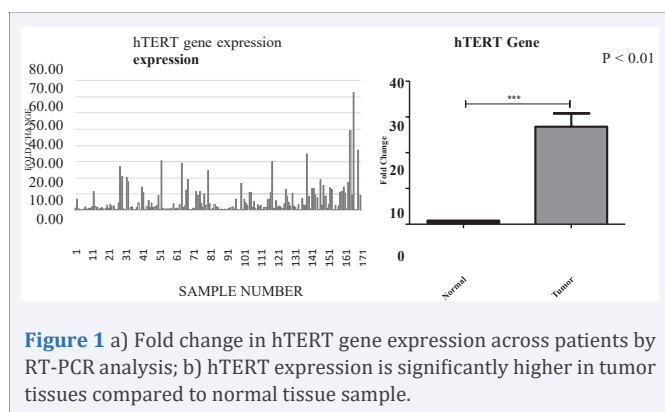 hTERT gene expression
expression
80.00
70.00
60.00
50.00
40.00
30.00
20.00
10.00
0.00
FOLD CHANGE
1 11 21 31 41 51 61 71 81 91 101 111 121 131 141 151 161 171
SAMPLE NUMBER
hTERT Gene
P < 0.01
***
40
30
20
10
0
Fold Change
Normal
Tumor
Figure 1 a) Fold change in hTERT gene expression across patients by
RT-PCR analysis; b) hTERT expression is significantly higher in tumor
tissues compared to normal tissue sample.